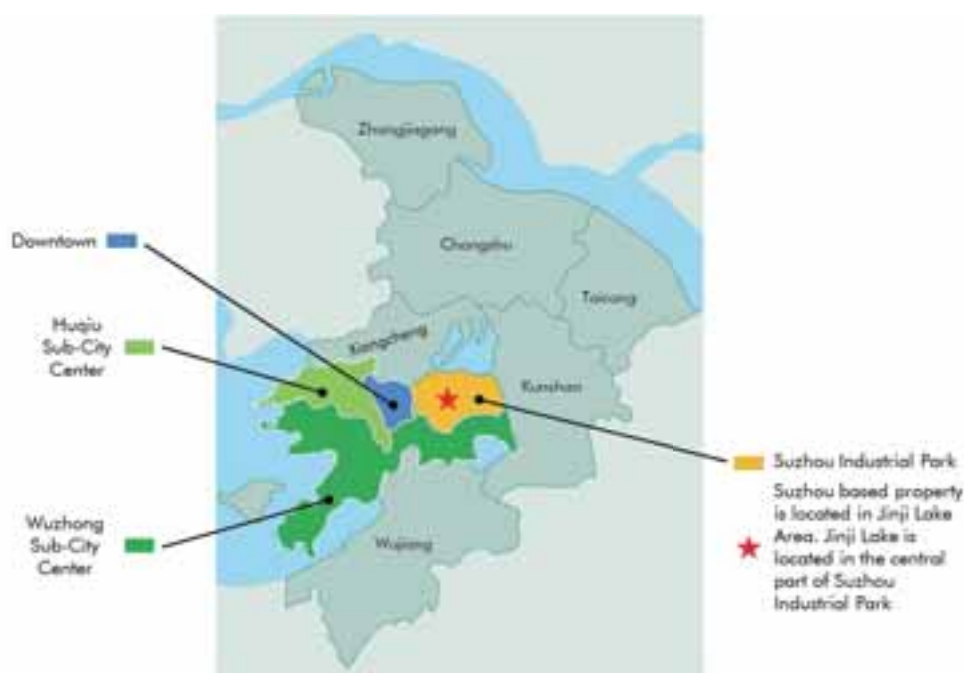 Zhangjiagang
Downtown
Changshu
Taicang
Huqiu
Sub-City
Center
Xiangcheng
Kunshan
Suzhou Industrial Park
Suzhou based property
is located in Jinji Lake
Area. Jinji Lake is
located in the central
part of Suzhou
Industrial Park
Wuzhong
Sub-City
Center
Wujiang